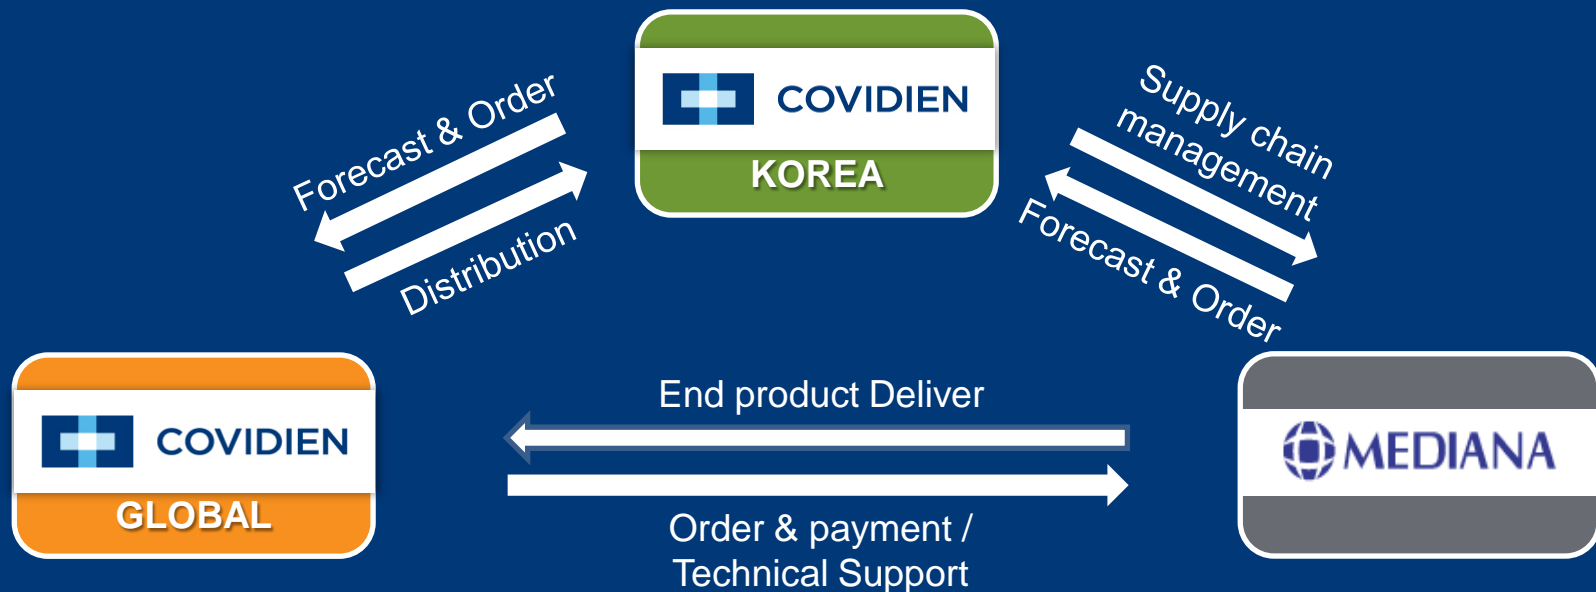 COVIDIEN
KOREA
Forecast & Order
Distribution
Supply chain
management
Forecast & Order
COVIDIEN
GLOBAL
End product Deliver
Order & payment /
Technical Support
MEDIANA